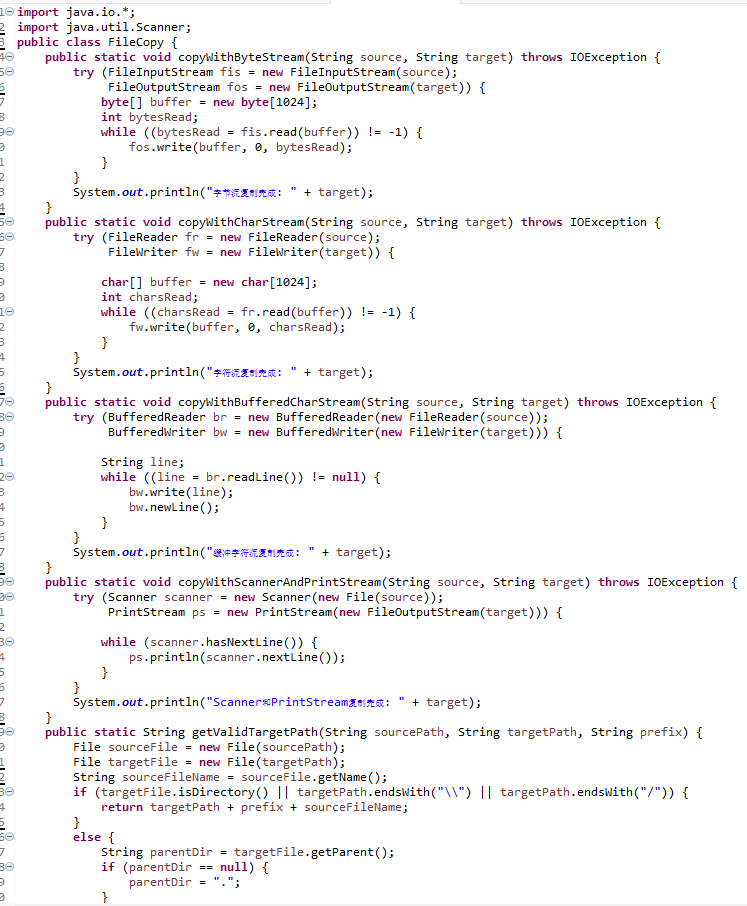 import java.io.*;
import java.util.Scanner;
public class FileCopy {
    public static void copyWithByteStream(String source, String target) throws IOException {
        try (FileInputStream fis = new FileInputStream(source);
             FileOutputStream fos = new FileOutputStream(target)) {
            byte[] buffer = new byte[1024];
            int bytesRead;
            while ((bytesRead = fis.read(buffer)) != -1) {
                fos.write(buffer, 0, bytesRead);
            }
        }
        System.out.println("字节流复制完成: " + target);
    }
    public static void copyWithCharStream(String source, String target) throws IOException {
        try (FileReader fr = new FileReader(source);
             FileWriter fw = new FileWriter(target)) {

            char[] buffer = new char[1024];
            int charsRead;
            while ((charsRead = fr.read(buffer)) != -1) {
                fw.write(buffer, 0, charsRead);
            }
        }
        System.out.println("字符流复制完成: " + target);
    }
    public static void copyWithBufferedCharStream(String source, String target) throws IOException {
        try (BufferedReader br = new BufferedReader(new FileReader(source));
             BufferedWriter bw = new BufferedWriter(new FileWriter(target))) {

            String line;
            while ((line = br.readLine()) != null) {
                bw.write(line);
                bw.newLine();
            }
        }
        System.out.println("缓冲字符流复制完成: " + target);
    }
    public static void copyWithScannerAndPrintStream(String source, String target) throws IOException {
        try (Scanner scanner = new Scanner(new File(source));
             PrintStream ps = new PrintStream(new FileOutputStream(target))) {

            while (scanner.hasNextLine()) {
                ps.println(scanner.nextLine());
            }
        }
        System.out.println("Scanner和PrintStream复制完成: " + target);
    }
    public static String getValidTargetPath(String sourcePath, String targetPath, String prefix) {
        File sourceFile = new File(sourcePath);
        File targetFile = new File(targetPath);
        String sourceFileName = sourceFile.getName();
        if (targetFile.isDirectory() || targetPath.endsWith("\\") || targetPath.endsWith("/")) {
            return targetPath + prefix + sourceFileName;
        }
        else {
            String parentDir = targetFile.getParent();
            if (parentDir == null) {
                parentDir = ".";
            }